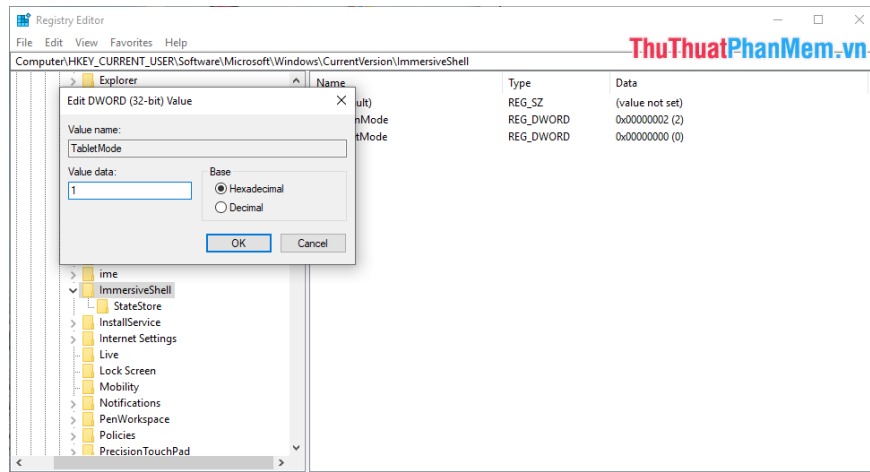 Registry Editor
File Edit View Favorites Help
ThuThuatPhanMem.vn
Computer\HKEY_CURRENT_USER\Software\Microsoft\Windows\CurrentVersion\ImmersiveShell
Explorer
Name Type Data
Edit DWORD (32-bit) Value
ult) REG_SZ (value not set)
nMode REG_DWORD 0x00000002 (2)
tMode REG_DWORD 0x00000000 (0)
Value name:
TabletMode
Value data: Base
1 Hexadecimal
Decimal
OK Cancel
ime
ImmersiveShell
StateStore
InstallService
Internet Settings
Live
Lock Screen
Mobility
Notifications
PenWorkspace
Policies
PrecisionTouchPad